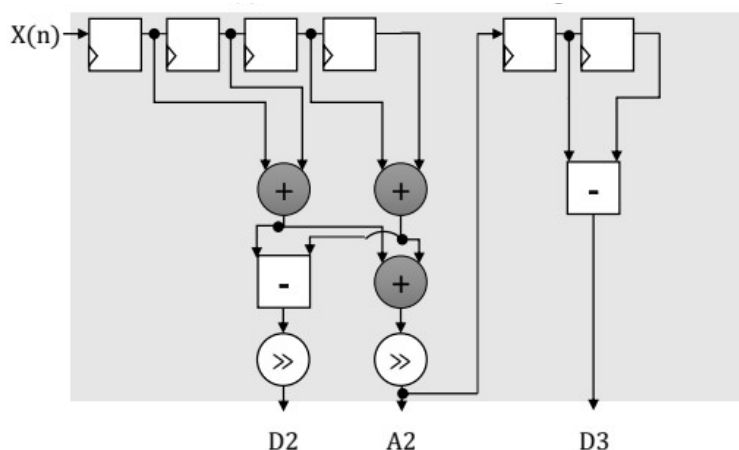 X(n)
+ +
-
- +
≫ ≫
D2 A2 D3